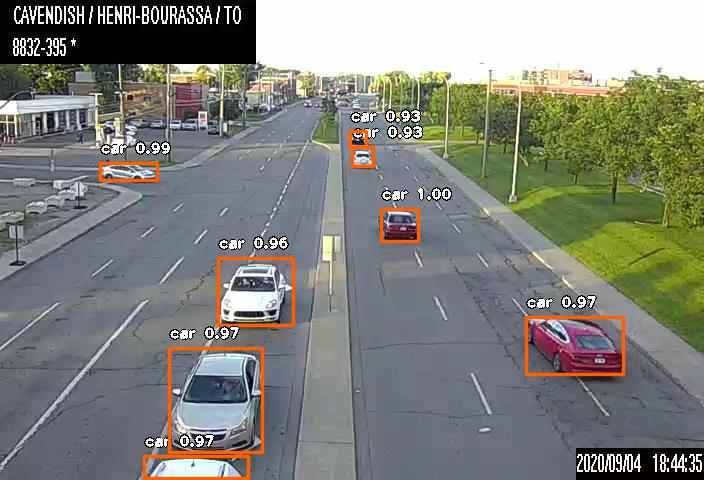 CAVENDISH / HENRI-BOURASSA / TO
8832-395 *
car 0.93
car 0.93
car 0.99
car 1.00
car 0.96
car 0.97
car 0.97
car 0.97
2020/09/04 18:44:35